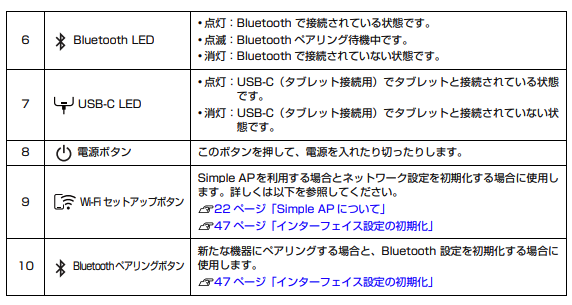 6 Bluetooth LED
• 点灯：Bluetooth で接続されている状態です。
• 点滅：Bluetooth ペアリング待機中です。
• 消灯：Bluetooth で接続されていない状態です。
7 USB-C LED
• 点灯：USB-C（タブレット接続用）でタブレットと接続されている状態
です。
• 消灯：USB-C（タブレット接続用）でタブレットと接続されていない状
態です。
8 電源ボタン このボタンを押して、電源を入れたり切ったりします。
9 Wi-Fi セットアップボタン
Simple AP を利用する場合とネットワーク設定を初期化する場合に使用し
ます。詳しくは以下を参照してください。
22 ページ「Simple AP について」
47 ページ「インターフェイス設定の初期化」
10 Bluetooth ペアリングボタン
新たな機器にペアリングする場合と、Bluetooth 設定を初期化する場合に
使用します。
47 ページ「インターフェイス設定の初期化」